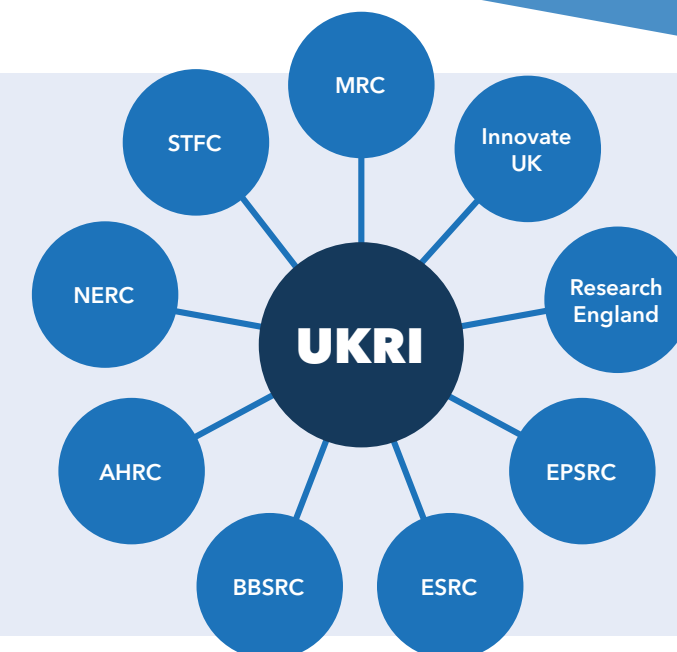 MRC
STFC
Innovate
UK
NERC
Research
England
UKRI
AHRC
EPSRC
BBSRC
ESRC